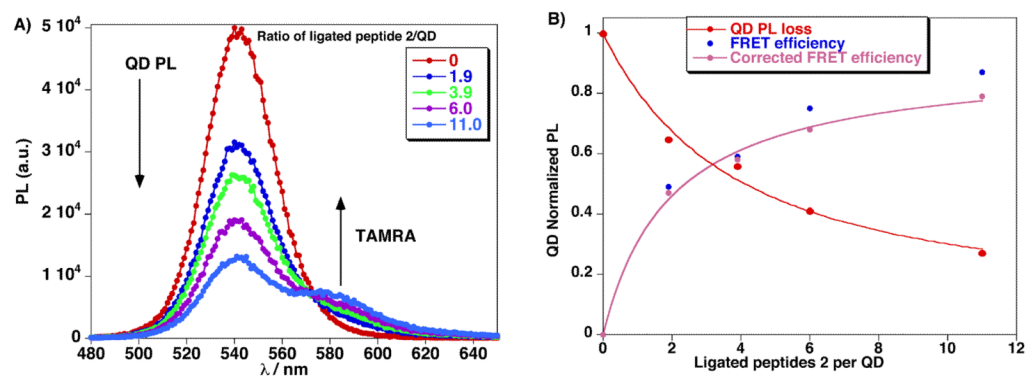 A)
Ratio of ligated peptide 2/QD
QD PL
0
1.9
3.9
6.0
11.0
TAMRA
PL (a.u.)
5 10⁴
4 10⁴
3 10⁴
2 10⁴
1 10⁴
0
480 500 520 540 560 580 600 620 640
λ / nm
B)
QD PL loss
FRET efficiency
Corrected FRET efficiency
QD Normalized PL
1
0.8
0.6
0.4
0.2
0
0 2 4 6 8 10 12
Ligated peptides 2 per QD